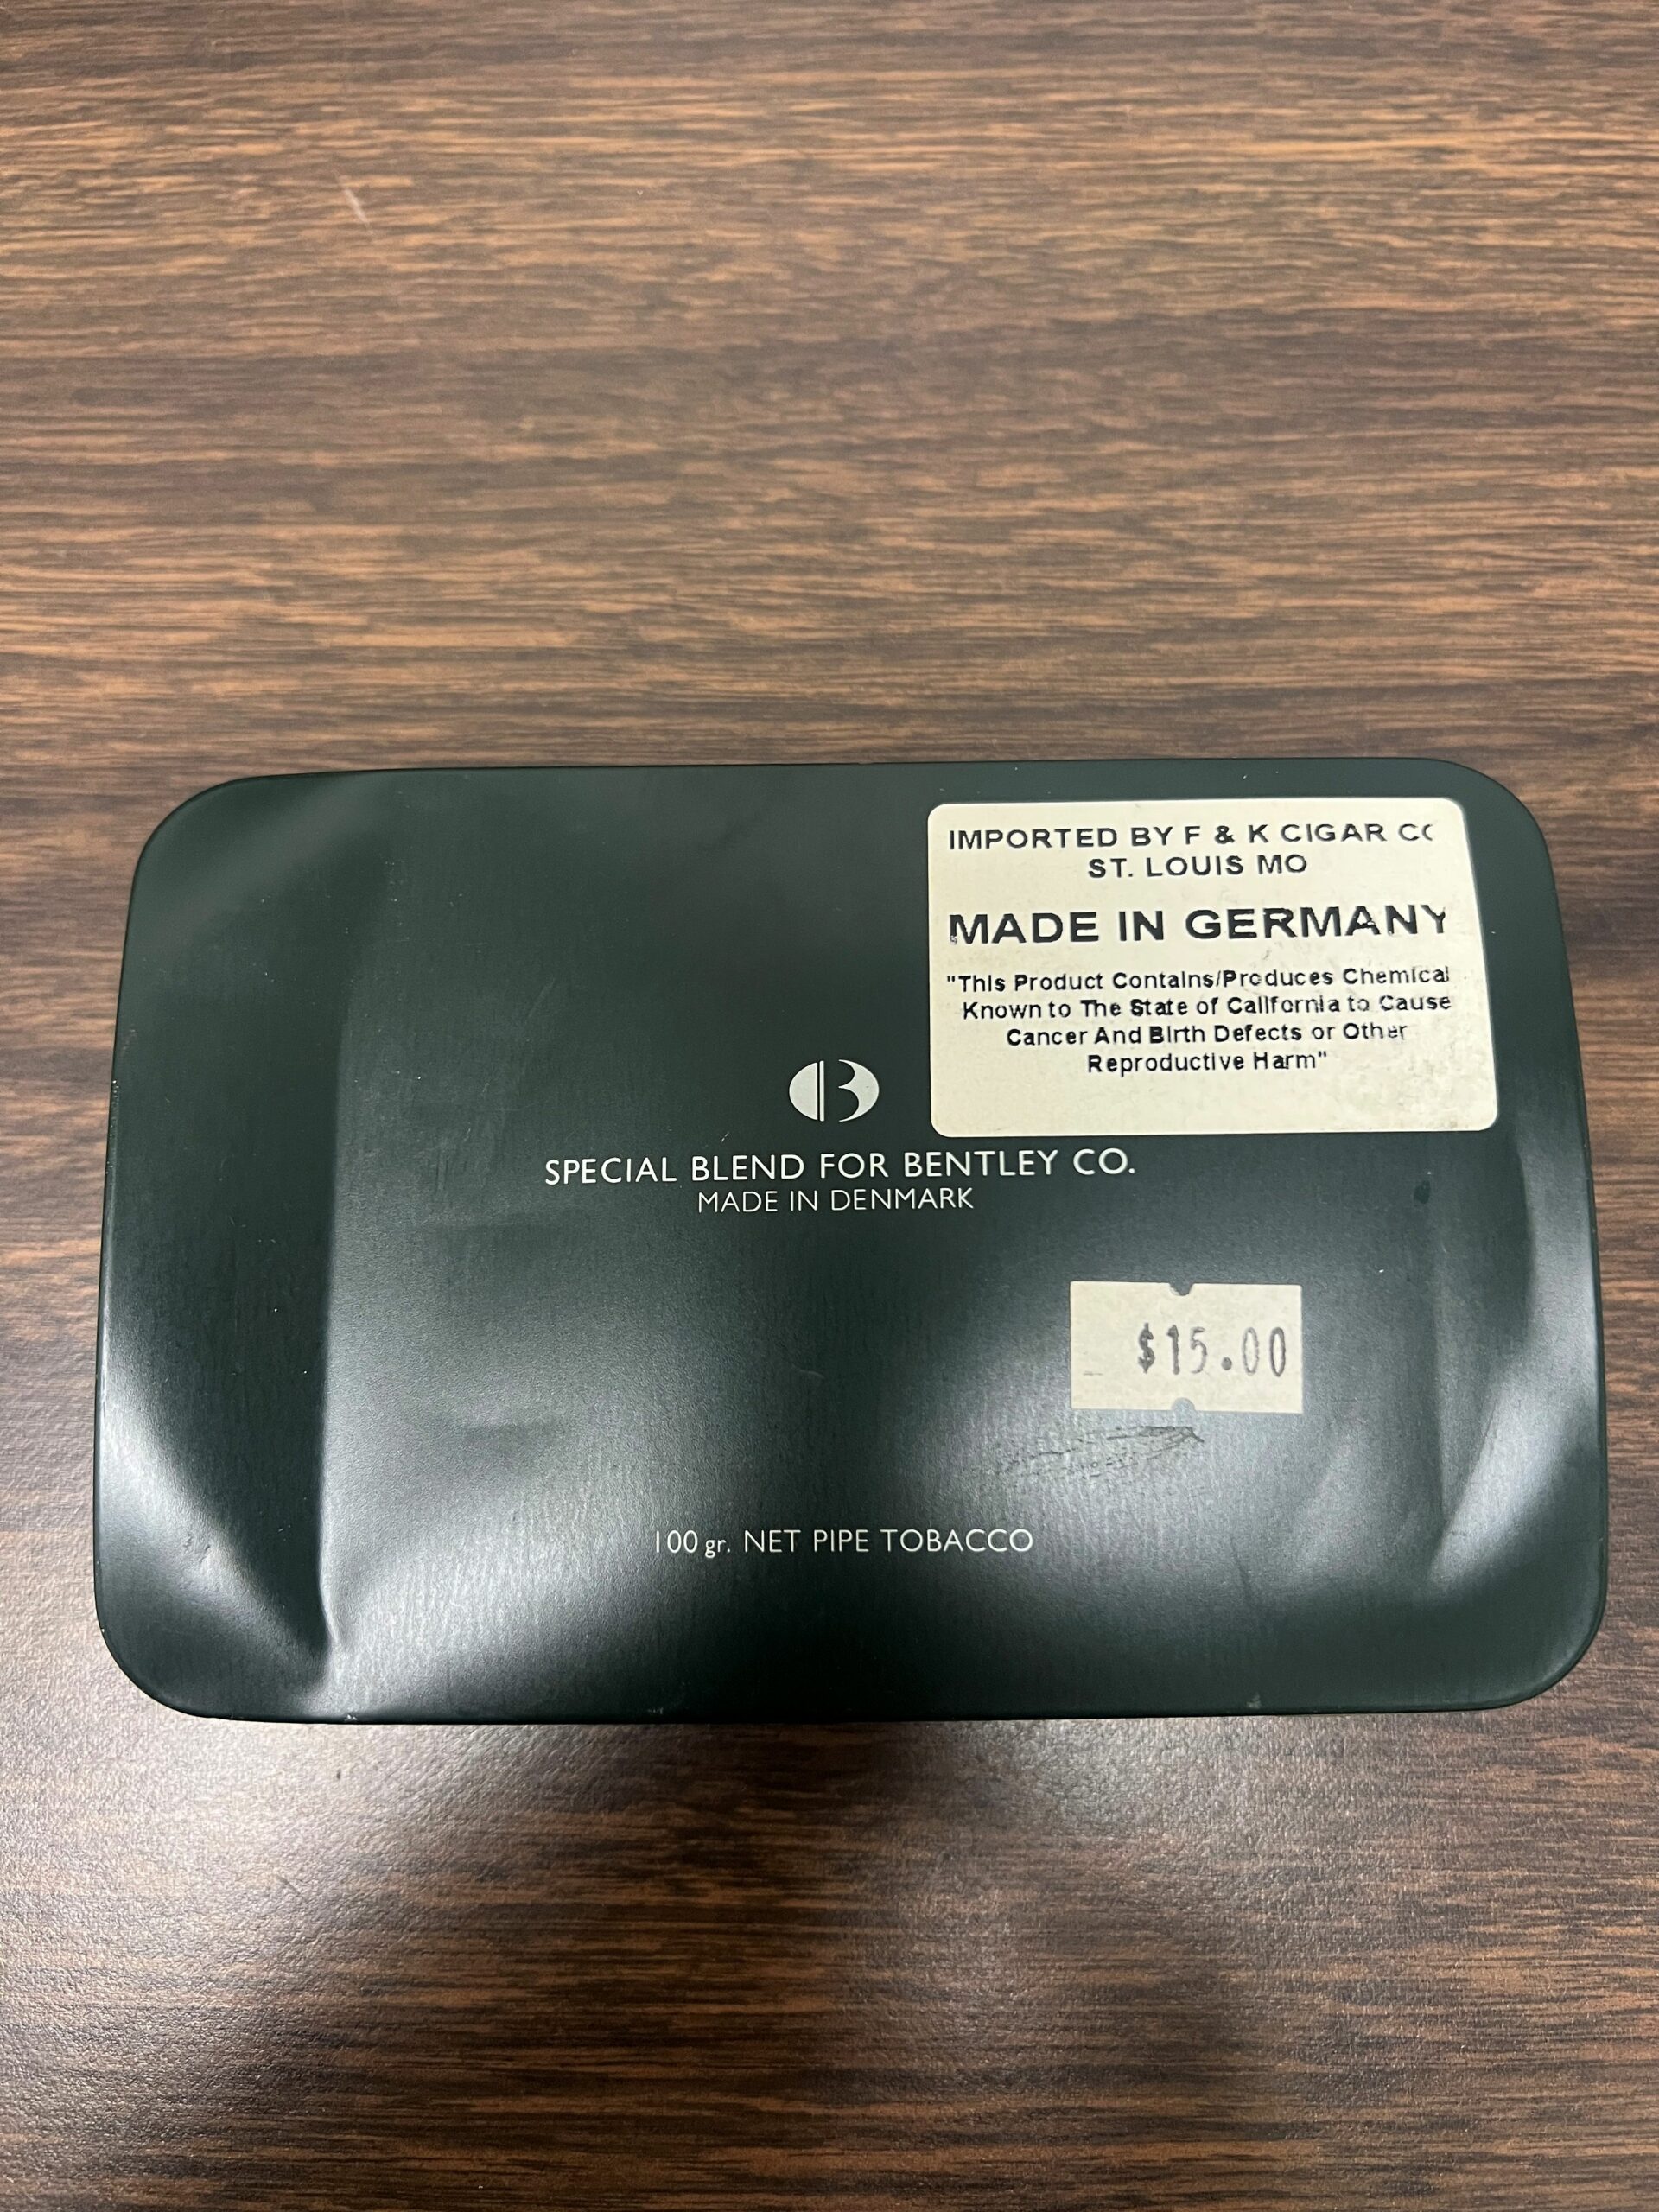 IMPORTED BY F & K CIGAR CO
ST. LOUIS MO
MADE IN GERMANY
"This Product Contains/Produces Chemical
Known to The State of California to Cause
Cancer And Birth Defects or Other
Reproductive Harm"
B
SPECIAL BLEND FOR BENTLEY CO.
MADE IN DENMARK
$15.00
100 gr. NET PIPE TOBACCO